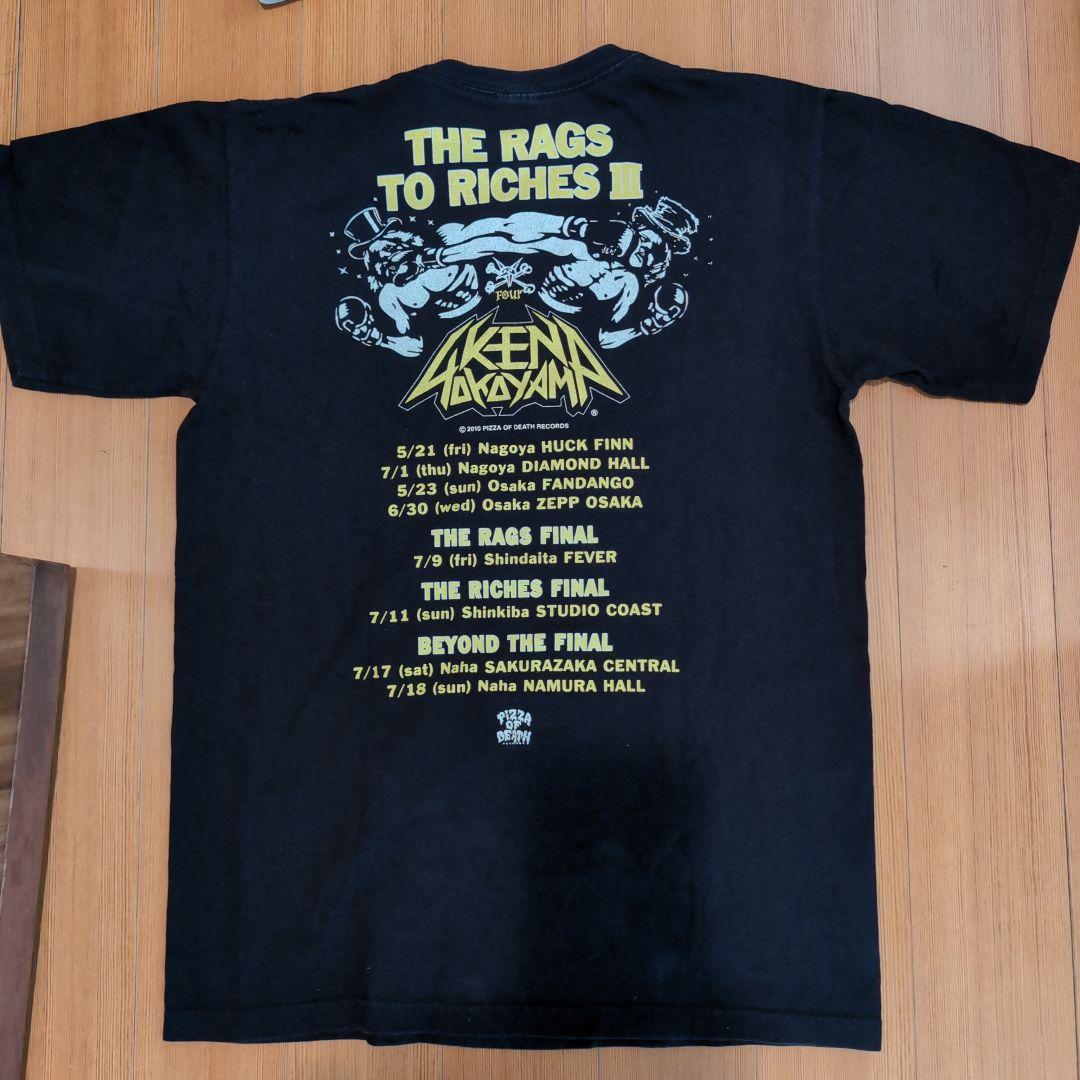 THE RAGS
TO RICHES III
FOUR
KEN
YOKOYAMA
®
© 2010 PIZZA OF DEATH RECORDS
5/21 (fri) Nagoya HUCK FINN
7/1 (thu) Nagoya DIAMOND HALL
5/23 (sun) Osaka FANDANGO
6/30 (wed) Osaka ZEPP OSAKA
THE RAGS FINAL
7/9 (fri) Shindaita FEVER
THE RICHES FINAL
7/11 (sun) Shinkiba STUDIO COAST
BEYOND THE FINAL
7/17 (sat) Naha SAKURAZAKA CENTRAL
7/18 (sun) Naha NAMURA HALL
PIZZA
OF
DEATH